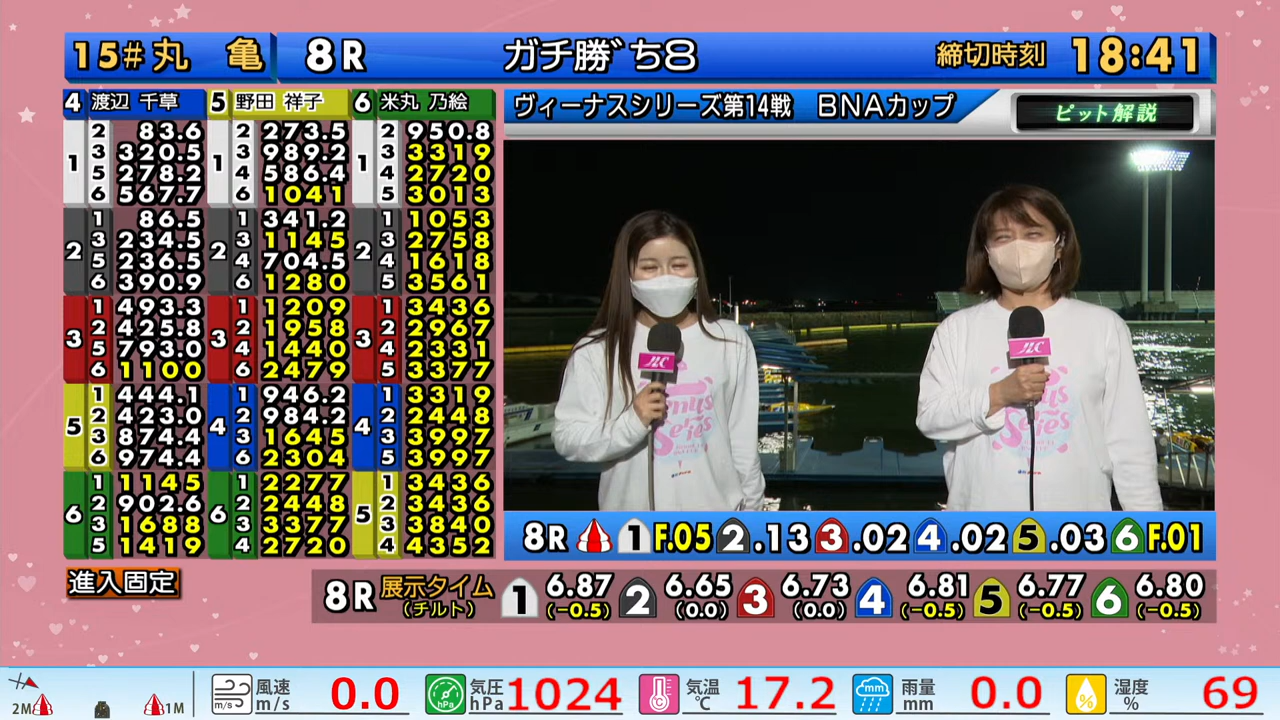 15# 丸 亀 8R ガチ勝ち8 締切時刻 18:41
4 渡辺 千草 5 野田 祥子 6 米丸 乃絵
ヴィーナスシリーズ第14戦 BNAカップ
ピット解説
1 2 83.6 1 2 273.5 1 2 950.8
3 320.5 3 989.2 3 3319
5 278.2 4 586.4 4 2720
6 567.7 6 1041 5 3013
2 1 86.5 2 1 341.2 2 1 1053
3 234.5 3 1145 3 2758
5 236.5 4 704.5 4 1618
6 390.9 6 1280 5 3561
3 1 493.3 3 1 1209 3 1 3436
2 425.8 2 1958 2 2967
5 793.0 4 1440 4 2331
6 1100 6 2479 5 3377
5 1 444.1 4 1 946.2 4 1 3319
2 423.0 2 984.2 2 2448
3 874.4 3 1645 3 3997
6 974.4 6 2304 5 3997
6 1 1145 6 1 2277 5 1 3436
2 902.6 2 2448 2 3436
3 1688 3 3377 3 3840
5 1419 4 2720 4 4352
JLC
JLC
Venus
Series
Venus
Series
8R 1 F.05 2 .13 3 .02 4 .02 5 .03 6 F.01
進入固定
8R 展示タイム 1 6.87 2 6.65 3 6.73 4 6.81 5 6.77 6 6.80
(チルト) (−0.5) (0.0) (0.0) (−0.5) (−0.5) (−0.5)
2M 1M
m/s 風速 m/s 0.0
hPa 気圧 hPa 1024
℃ 気温 ℃ 17.2
mm 雨量 mm 0.0
% 湿度 % 69